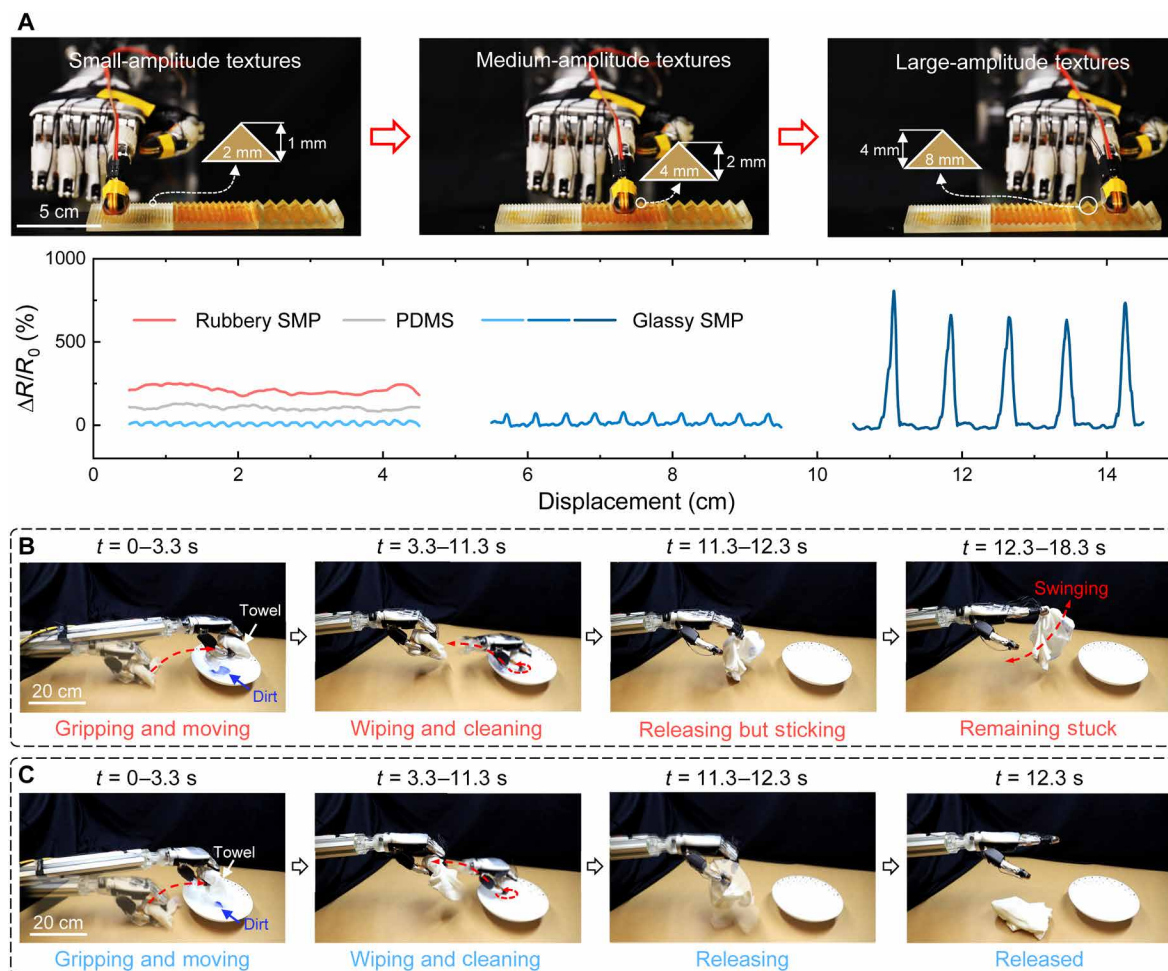 A
Small-amplitude textures
1 mm
2 mm
5 cm
Medium-amplitude textures
2 mm
4 mm
Large-amplitude textures
4 mm
8 mm
1000
500
0
ΔR/R₀ (%)
Rubbery SMP
PDMS
Glassy SMP
0 2 4 6 8 10 12 14
Displacement (cm)
B
t = 0–3.3 s
t = 3.3–11.3 s
t = 11.3–12.3 s
t = 12.3–18.3 s
Towel
Dirt
20 cm
Swinging
Gripping and moving
Wiping and cleaning
Releasing but sticking
Remaining stuck
C
t = 0–3.3 s
t = 3.3–11.3 s
t = 11.3–12.3 s
t = 12.3 s
Towel
Dirt
20 cm
Gripping and moving
Wiping and cleaning
Releasing
Released